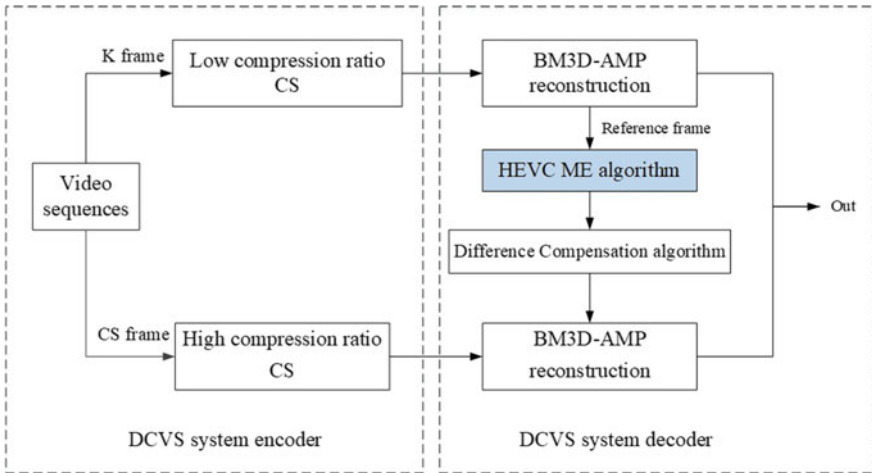 K frame
Low compression ratio
CS
BM3D-AMP
reconstruction
Reference frame
HEVC ME algorithm
Video
sequences
Out
Difference Compensation algorithm
CS frame
High compression ratio
CS
BM3D-AMP
reconstruction
DCVS system encoder
DCVS system decoder